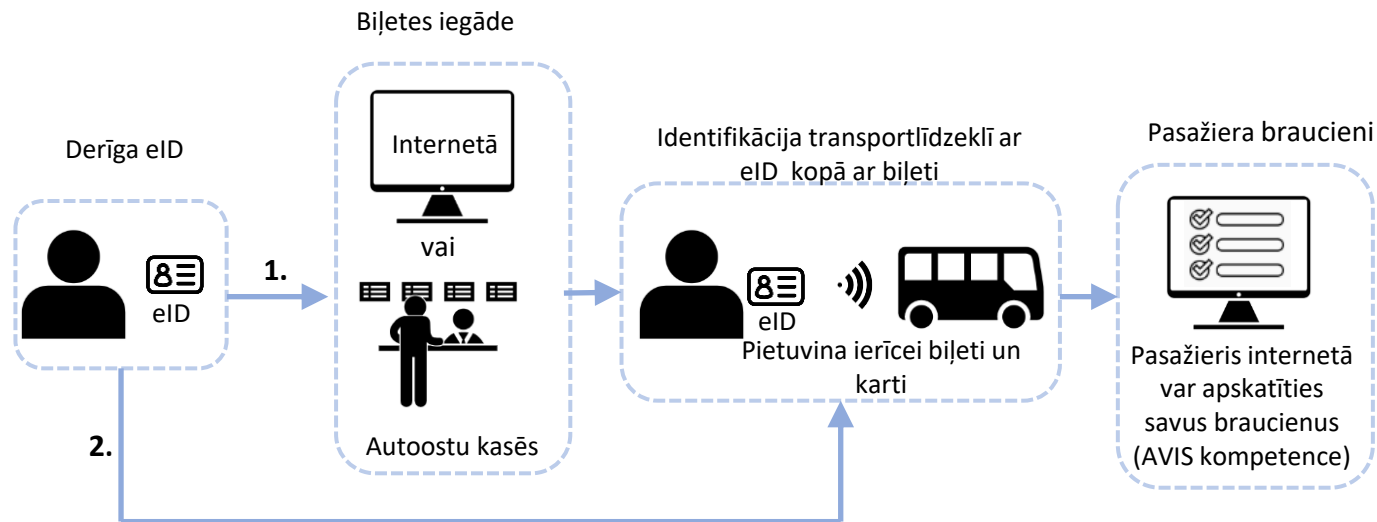 Derīga eID
eID
1.
2.
Biļetes iegāde
Internetā
vai
Autoostu kasēs
Identifikācija transportlīdzeklī ar
eID kopā ar biļeti
eID
Pietuvina ierīcei biļeti un
karti
Pasažiera braucieni
Pasažieris internetā
var apskatīties
savus braucienus
(AVIS kompetence)